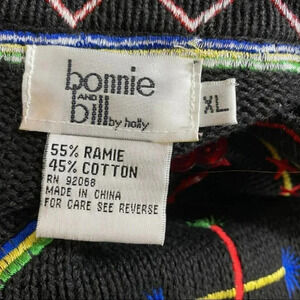 bonnie
AND
bill by holly
XL
55% RAMIE
45% COTTON
RN 92068
MADE IN CHINA
FOR CARE SEE REVERSE